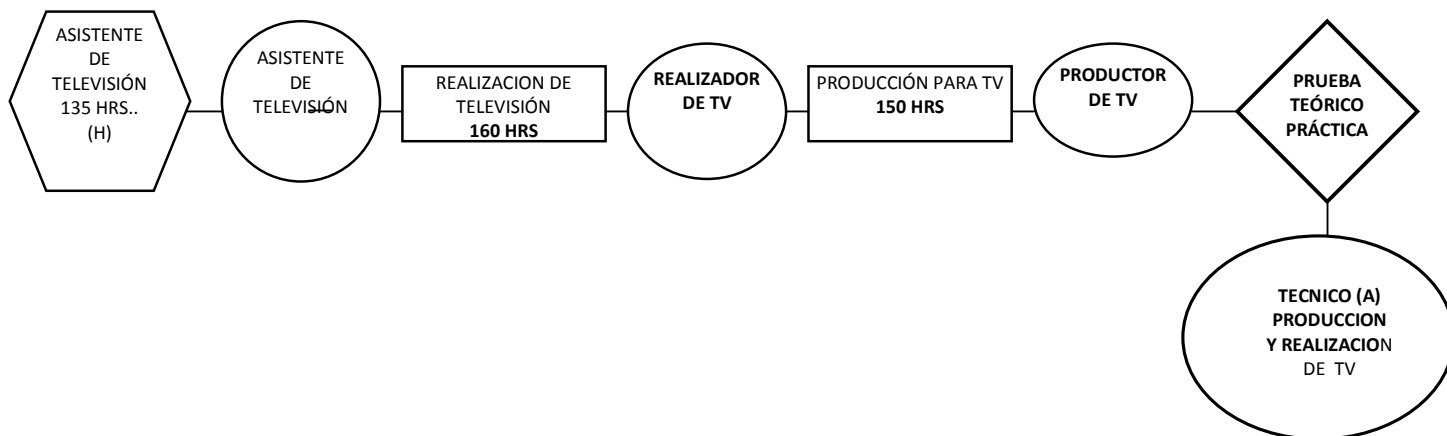 ASISTENTE
DE
TELEVISIÓN
135 HRS..
(H)
ASISTENTE
DE
TELEVISIÓN
REALIZACION DE
TELEVISIÓN
160 HRS
REALIZADOR
DE TV
PRODUCCIÓN PARA TV
150 HRS
PRODUCTOR
DE TV
PRUEBA
TEÓRICO
PRÁCTICA
TECNICO (A)
PRODUCCION
Y REALIZACION
DE TV